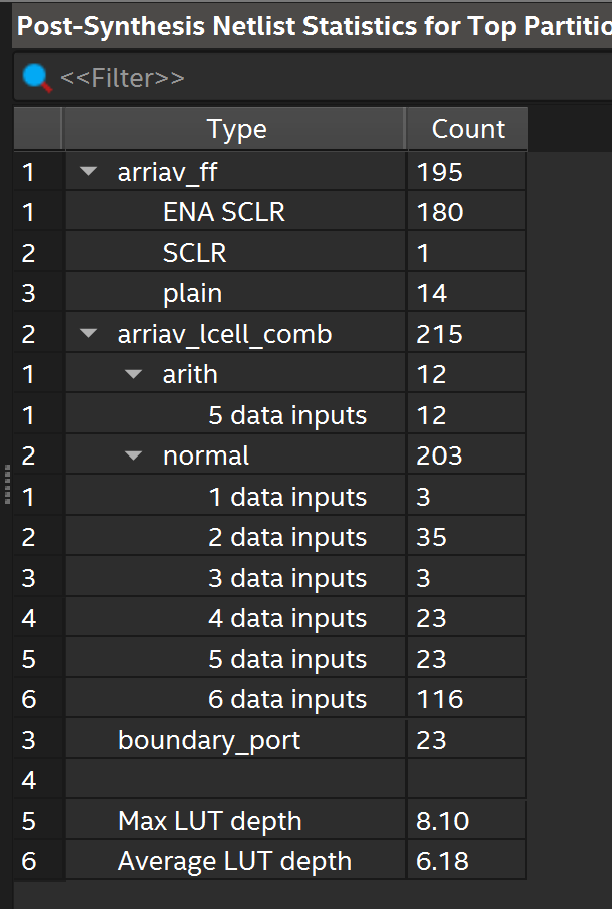 Post-Synthesis Netlist Statistics for Top Partitio
<<Filter>>
Type Count
1 arriav_ff 195
1 ENA SCLR 180
2 SCLR 1
3 plain 14
2 arriav_lcell_comb 215
1 arith 12
1 5 data inputs 12
2 normal 203
1 1 data inputs 3
2 2 data inputs 35
3 3 data inputs 3
4 4 data inputs 23
5 5 data inputs 23
6 6 data inputs 116
3 boundary_port 23
4
5 Max LUT depth 8.10
6 Average LUT depth 6.18